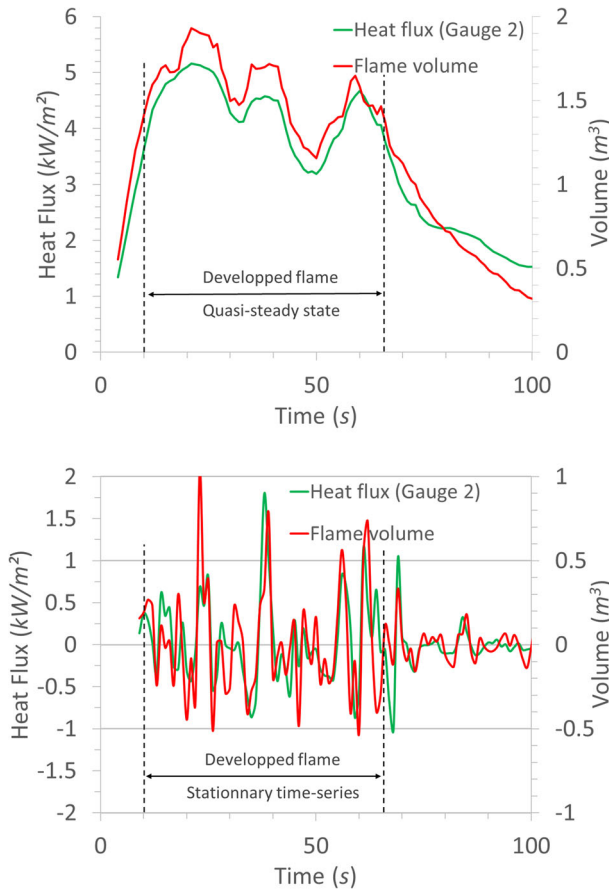 6
5
4
3
2
1
0
Heat Flux (kW/m²)
Heat flux (Gauge 2)
Flame volume
Developped flame
Quasi-steady state
2
1.5
1
0.5
0
Volume (m³)
0
50
100
Time (s)
2
1.5
1
0.5
0
-0.5
-1
-1.5
-2
Heat Flux (kW/m²)
Heat flux (Gauge 2)
Flame volume
Developped flame
Stationnary time-series
1
0.5
0
-0.5
-1
Volume (m³)
0
50
100
Time (s)